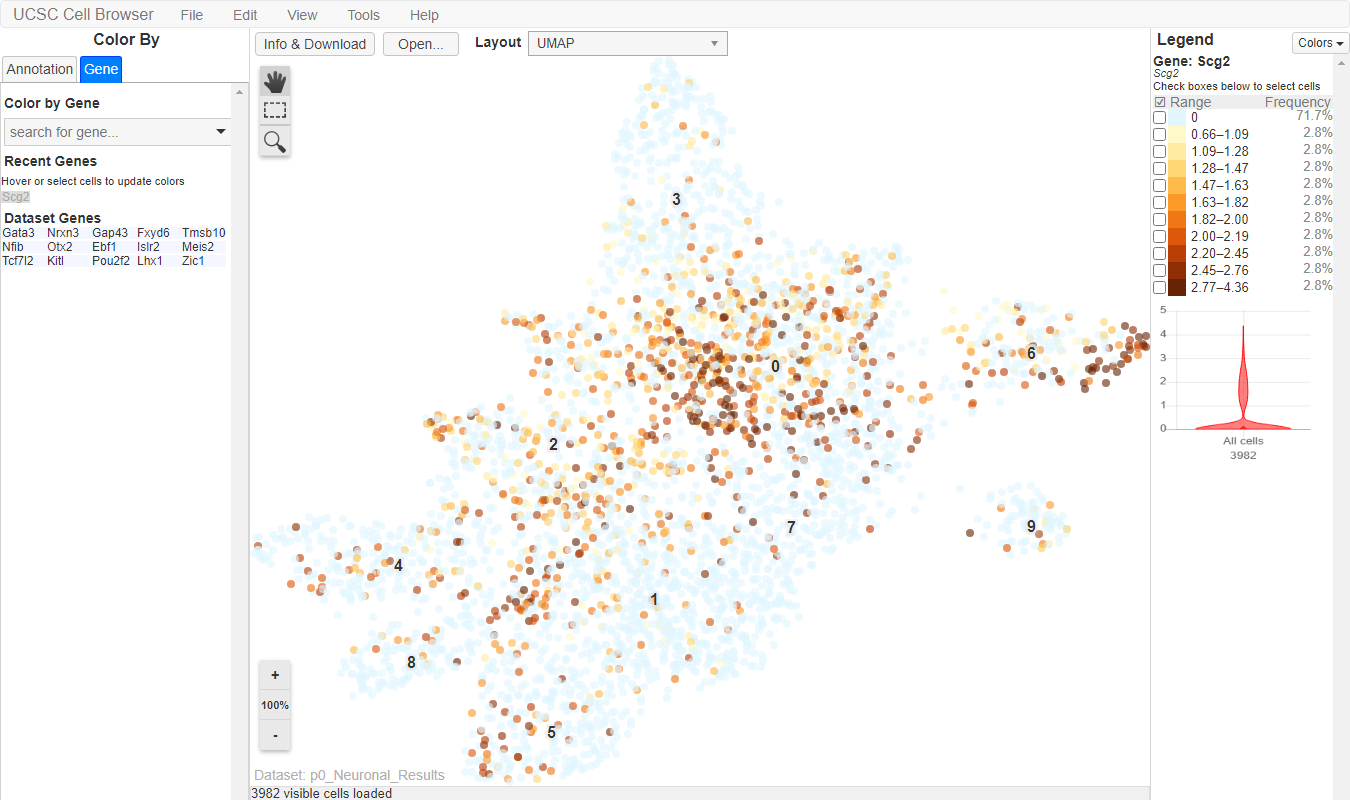 UCSC Cell Browser File Edit View Tools Help
Color By
Annotation Gene
Color by Gene
search for gene...
Recent Genes
Hover or select cells to update colors
Scg2
Dataset Genes
Gata3 Nrxn3 Gap43 Fxyd6 Tmsb10
Nfib Otx2 Ebf1 Islr2 Meis2
Tcf7l2 Kitl Pou2f2 Lhx1 Zic1
Info & Download Open... Layout UMAP
3
0
6
2
7
9
4
1
8
5
+
100%
-
Dataset: p0_Neuronal_Results
3982 visible cells loaded
Legend Colors
Gene: Scg2
Scg2
Check boxes below to select cells
Range Frequency
0 71.7%
0.66–1.09 2.8%
1.09–1.28 2.8%
1.28–1.47 2.8%
1.47–1.63 2.8%
1.63–1.82 2.8%
1.82–2.00 2.8%
2.00–2.19 2.8%
2.20–2.45 2.8%
2.45–2.76 2.8%
2.77–4.36 2.8%
5
4
3
2
1
0
All cells
3982